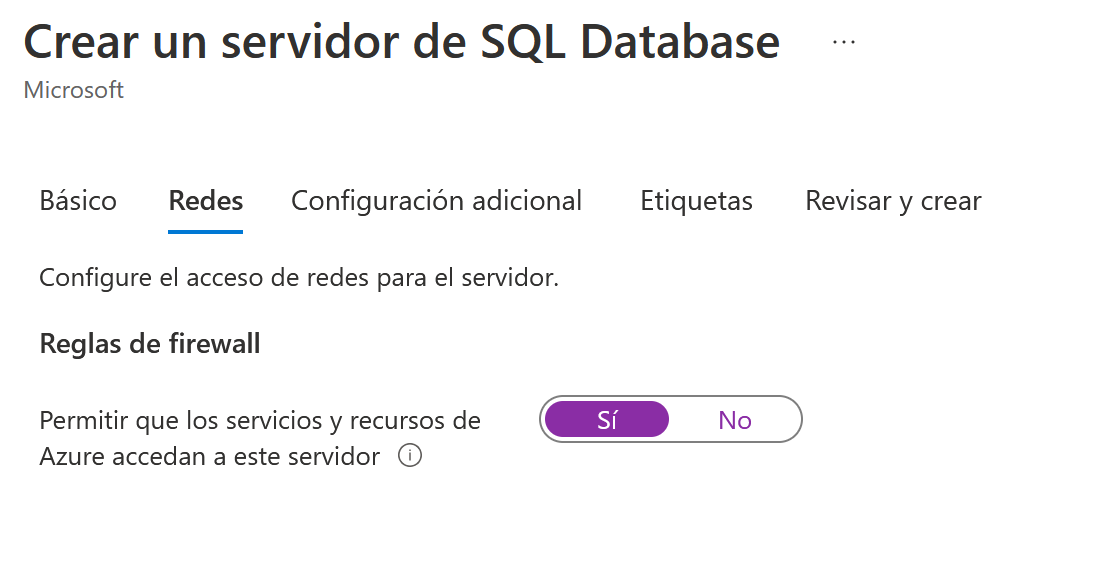 Crear un servidor de SQL Database ...
Microsoft
Básico Redes Configuración adicional Etiquetas Revisar y crear
Configure el acceso de redes para el servidor.
Reglas de firewall
Permitir que los servicios y recursos de
Azure accedan a este servidor
Sí No